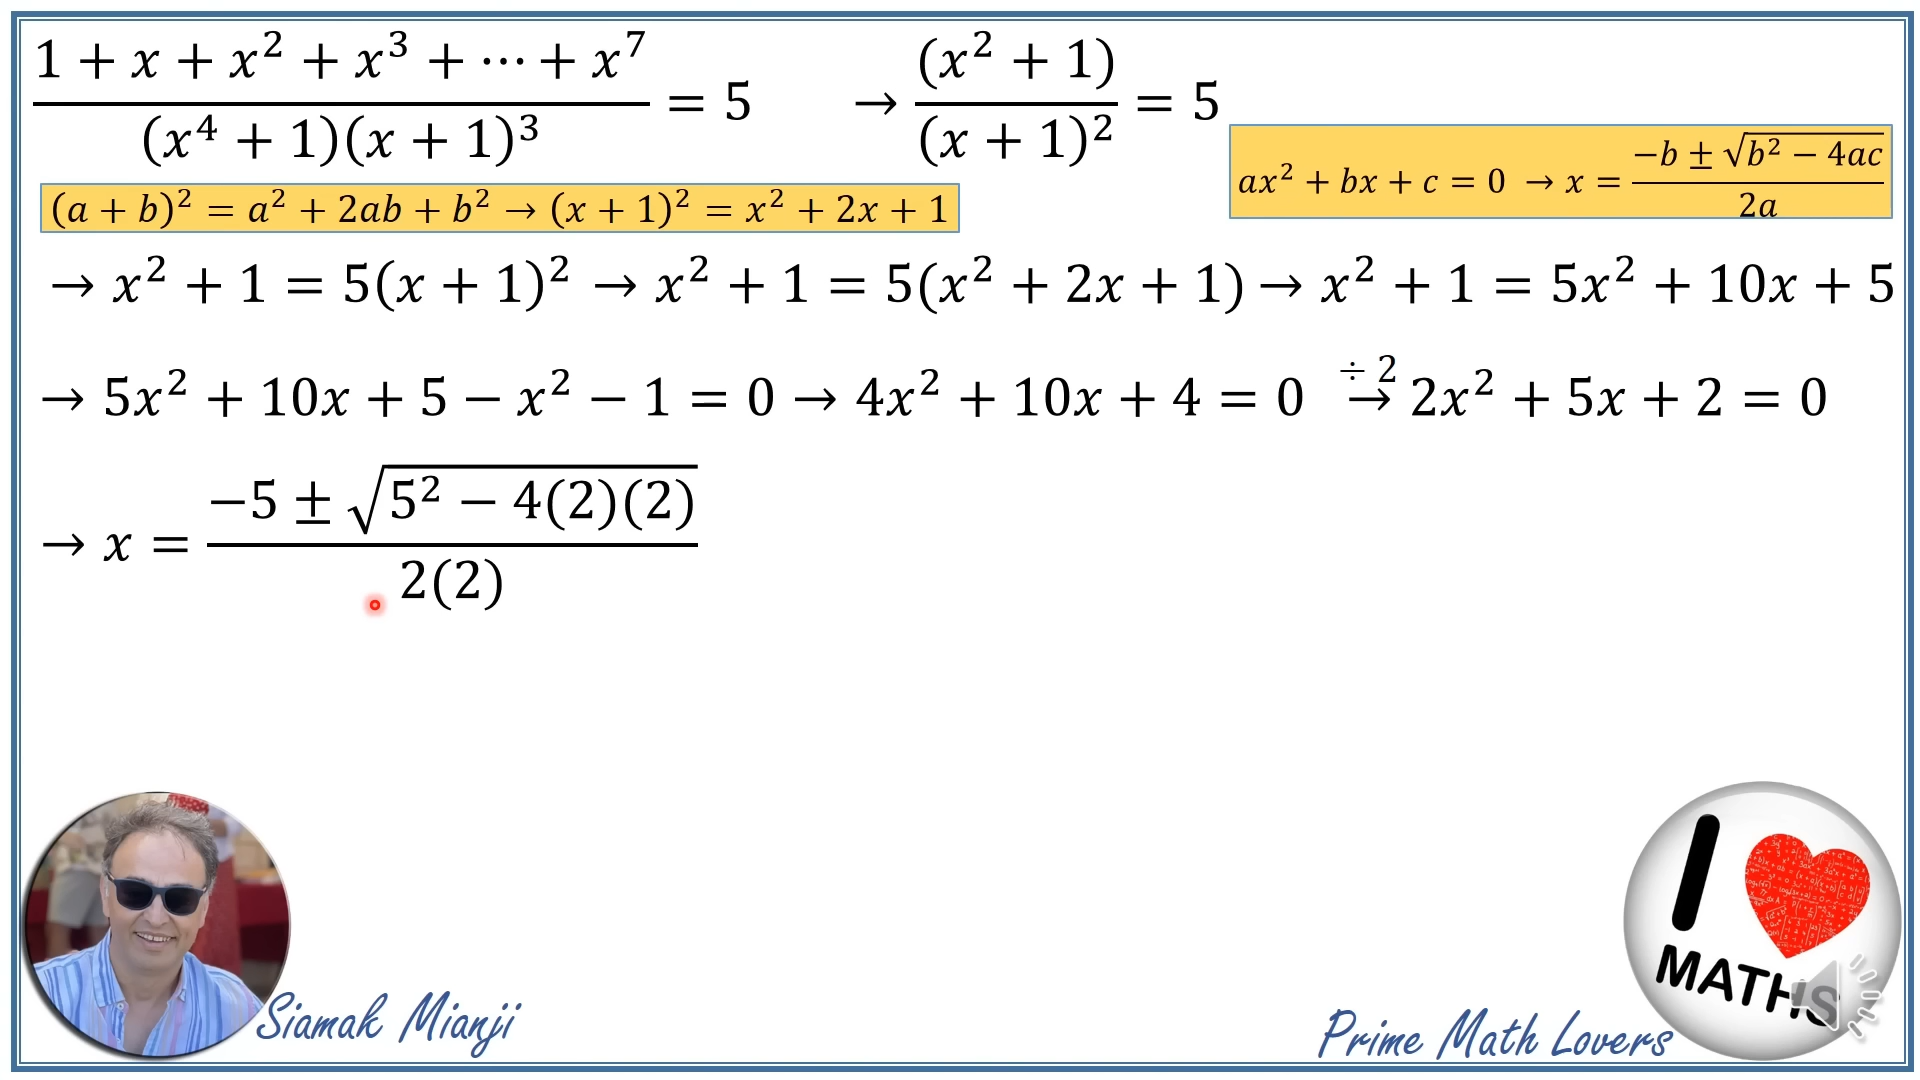 (1 + x + x² + x³ + ⋯ + x⁷)/((x⁴ + 1)(x + 1)³) = 5 → (x² + 1)/(x + 1)² = 5
ax² + bx + c = 0 → x = (−b ± √(b² − 4ac))/(2a)
(a + b)² = a² + 2ab + b² → (x + 1)² = x² + 2x + 1
→ x² + 1 = 5(x + 1)² → x² + 1 = 5(x² + 2x + 1) → x² + 1 = 5x² + 10x + 5
→ 5x² + 10x + 5 − x² − 1 = 0 → 4x² + 10x + 4 = 0 ÷ 2 → 2x² + 5x + 2 = 0
→ x = (−5 ± √(5² − 4(2)(2)))/(2(2))
I
MATHS
Siamak Mianji
Prime Math Lovers